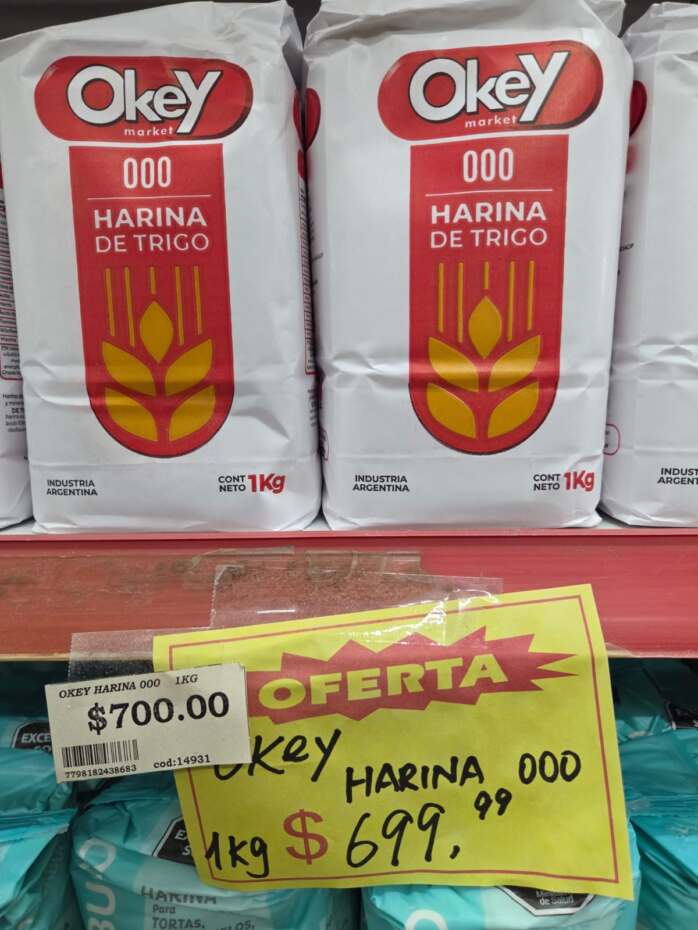 Okey
market
000
HARINA
DE TRIGO
INDUSTRIA
ARGENTINA
CONT
NETO 1Kg
Okey
market
000
HARINA
DE TRIGO
INDUSTRIA
ARGENTINA
CONT
NETO 1Kg
OKEY HARINA 000 1KG
$700.00
7798182438683 cod:14931
OFERTA
OKey
HARINA 000
1kg $ 699,99
HARINA
Para
TORTAS,